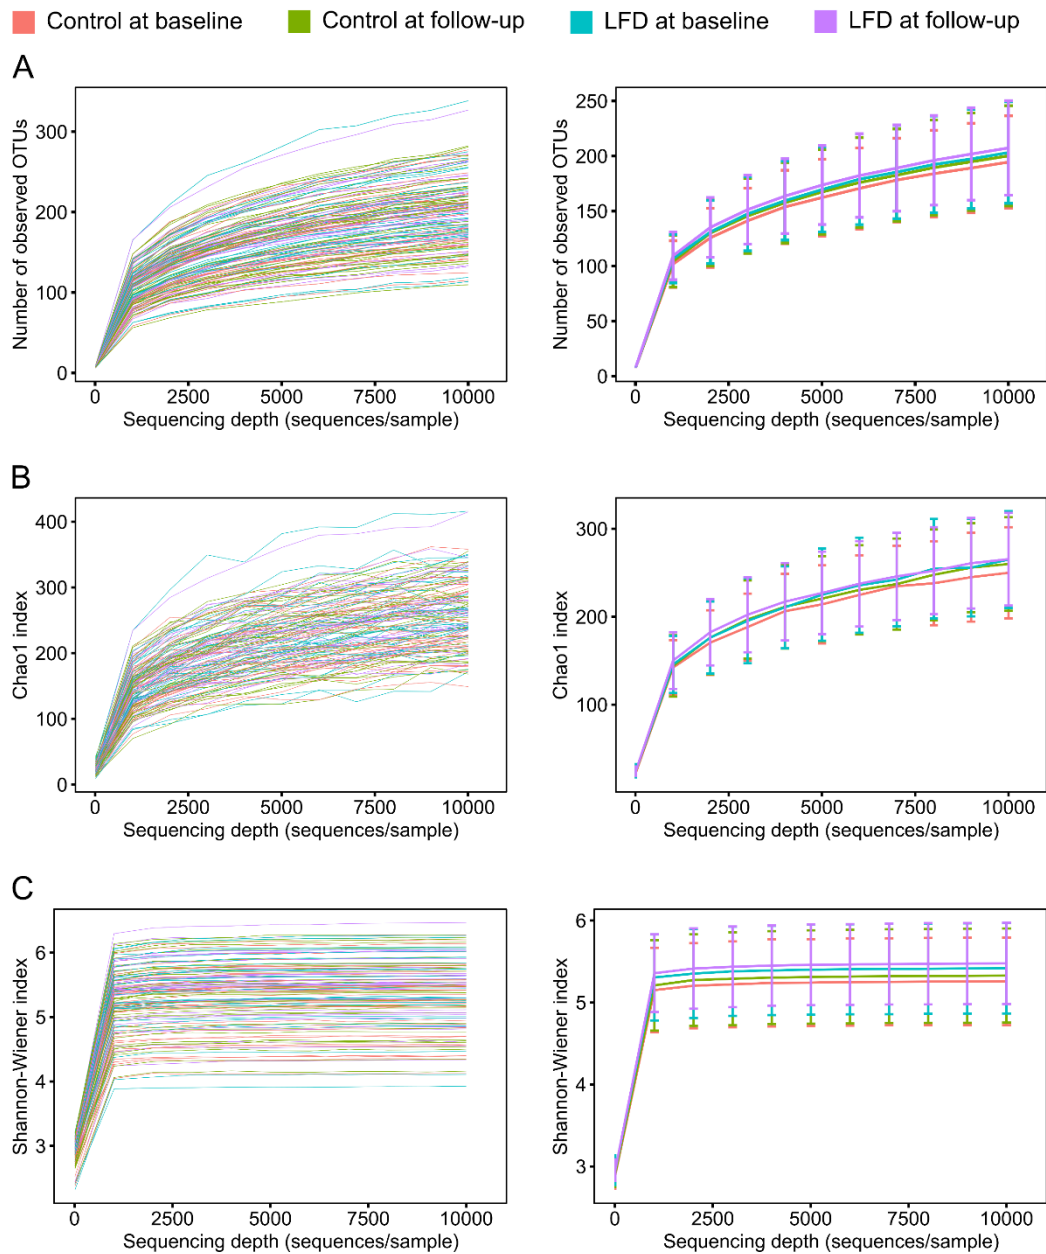 Control at baseline Control at follow-up LFD at baseline LFD at follow-up
A
Number of observed OTUs
300
200
100
0
0 2500 5000 7500 10000
Sequencing depth (sequences/sample)
Number of observed OTUs
250
200
150
100
50
0
0 2500 5000 7500 10000
Sequencing depth (sequences/sample)
B
Chao1 index
400
300
200
100
0
0 2500 5000 7500 10000
Sequencing depth (sequences/sample)
Chao1 index
300
200
100
0 2500 5000 7500 10000
Sequencing depth (sequences/sample)
C
Shannon-Wiener index
6
5
4
3
0 2500 5000 7500 10000
Sequencing depth (sequences/sample)
Shannon-Wiener index
6
5
4
3
0 2500 5000 7500 10000
Sequencing depth (sequences/sample)